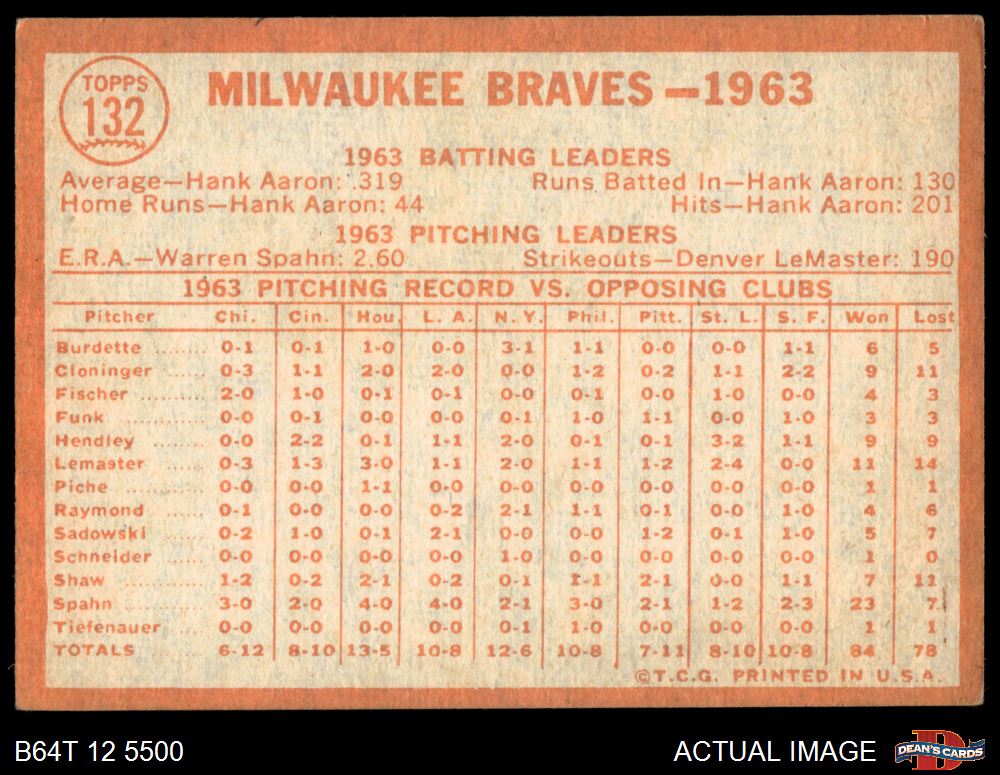 TOPPS
132
MILWAUKEE BRAVES—1963
1963 BATTING LEADERS
Average—Hank Aaron: .319 Runs Batted In—Hank Aaron: 130
Home Runs—Hank Aaron: 44 Hits—Hank Aaron: 201
1963 PITCHING LEADERS
E.R.A.—Warren Spahn: 2.60 Strikeouts—Denver LeMaster: 190
1963 PITCHING RECORD VS. OPPOSING CLUBS
Pitcher Chi. Cin. Hou. L. A. N. Y. Phil. Pitt. St. L. S. F. Won Lost
Burdette ........ 0-1 0-1 1-0 0-0 3-1 1-1 0-0 0-0 1-1 6 5
Cloninger ...... 0-3 1-1 2-0 2-0 0-0 1-2 0-2 1-1 2-2 9 11
Fischer .......... 2-0 1-0 0-1 0-1 0-0 0-1 0-0 1-0 0-0 4 3
Funk ............ 0-0 0-1 0-0 0-0 0-1 1-0 1-1 0-0 1-0 3 3
Hendley ........ 0-0 2-2 0-1 1-1 2-0 0-1 0-1 3-2 1-1 9 9
Lemaster ...... 0-3 1-3 3-0 1-1 2-0 1-1 1-2 2-4 0-0 11 14
Piche ............ 0-0 0-0 1-1 0-0 0-0 0-0 0-0 0-0 0-0 1 1
Raymond ...... 0-1 0-0 0-0 0-2 2-1 1-1 0-1 0-0 1-0 4 6
Sadowski ...... 0-2 1-0 0-1 2-1 0-0 0-0 1-2 0-1 1-0 5 7
Schneider ...... 0-0 0-0 0-0 0-0 1-0 0-0 0-0 0-0 0-0 1 0
Shaw ............ 1-2 0-2 2-1 0-2 0-1 1-1 2-1 0-0 1-1 7 11
Spahn ............ 3-0 2-0 4-0 4-0 2-1 3-0 2-1 1-2 2-3 23 7
Tiefenauer ...... 0-0 0-0 0-0 0-0 0-1 1-0 0-0 0-0 0-0 1 1
TOTALS ........ 6-12 8-10 13-5 10-8 12-6 10-8 7-11 8-10 10-8 84 78
©T.C.G. PRINTED IN U.S.A.
B64T 12 5500 ACTUAL IMAGE
DEAN'S CARDS